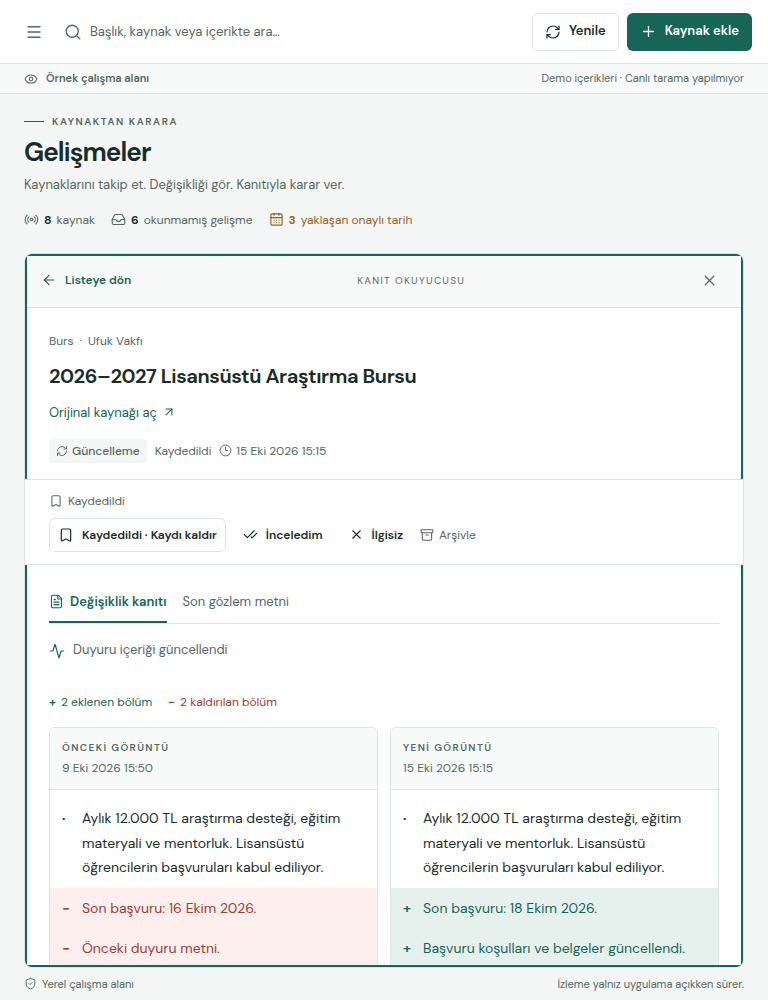 Başlık, kaynak veya içerikte ara…
Yenile
Kaynak ekle
Örnek çalışma alanı
Demo içerikleri · Canlı tarama yapılmıyor
KAYNAKTAN KARARA
Gelişmeler
Kaynaklarını takip et. Değişikliği gör. Kanıtıyla karar ver.
8 kaynak
6 okunmamış gelişme
3 yaklaşan onaylı tarih
Listeye dön
KANIT OKUYUCUSU
Burs · Ufuk Vakfı
2026–2027 Lisansüstü Araştırma Bursu
Orijinal kaynağı aç
Güncelleme
Kaydedildi
15 Eki 2026 15:15
Kaydedildi
Kaydedildi · Kaydı kaldır
İnceledim
İlgisiz
Arşivle
Değişiklik kanıtı
Son gözlem metni
Duyuru içeriği güncellendi
+ 2 eklenen bölüm
− 2 kaldırılan bölüm
ÖNCEKİ GÖRÜNTÜ
9 Eki 2026 15:50
· Aylık 12.000 TL araştırma desteği, eğitim
materyali ve mentorluk. Lisansüstü
öğrencilerin başvuruları kabul ediliyor.
− Son başvuru: 16 Ekim 2026.
− Önceki duyuru metni.
YENİ GÖRÜNTÜ
15 Eki 2026 15:15
· Aylık 12.000 TL araştırma desteği, eğitim
materyali ve mentorluk. Lisansüstü
öğrencilerin başvuruları kabul ediliyor.
+ Son başvuru: 18 Ekim 2026.
+ Başvuru koşulları ve belgeler güncellendi.
Yerel çalışma alanı
İzleme yalnız uygulama açıkken sürer.